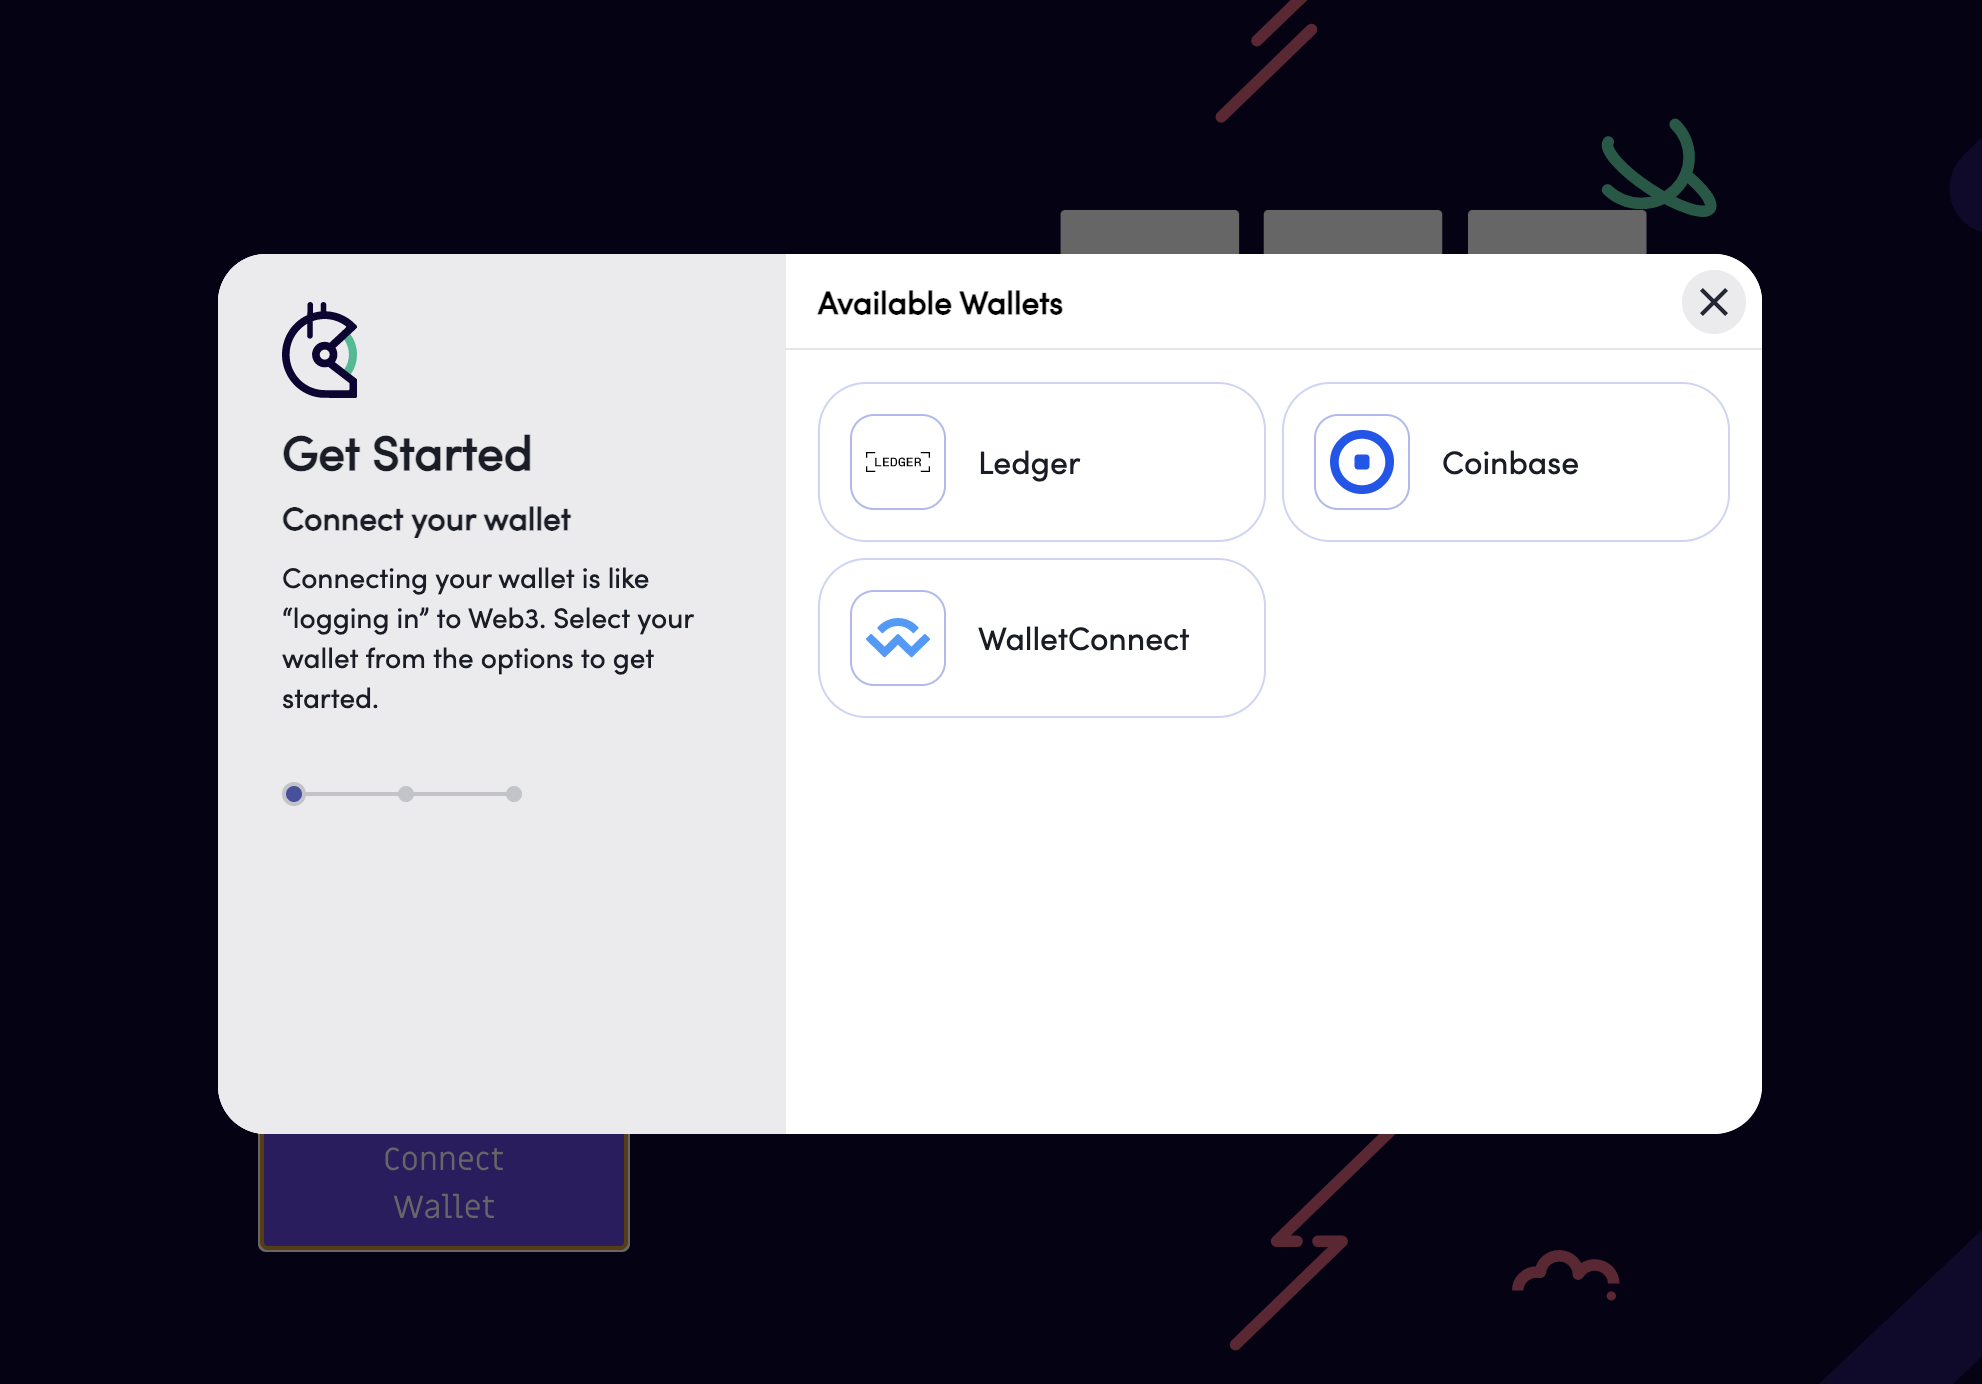 Get Started
Connect your wallet
Connecting your wallet is like
“logging in” to Web3. Select your
wallet from the options to get
started.
Available Wallets
LEDGER
Ledger
Coinbase
WalletConnect
Connect
Wallet